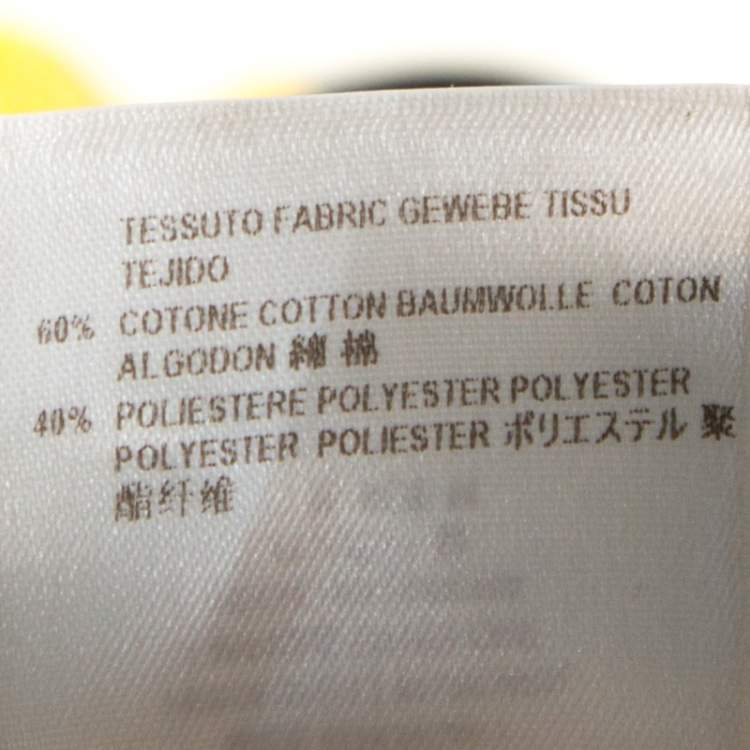 TESSUTO FABRIC GEWEBE TISSU
TEJIDO
60% COTONE COTTON BAUMWOLLE COTON
ALGODON 綿 棉
40% POLIESTERE POLYESTER POLYESTER
POLYESTER POLIESTER ポリエステル 聚
酯纤维